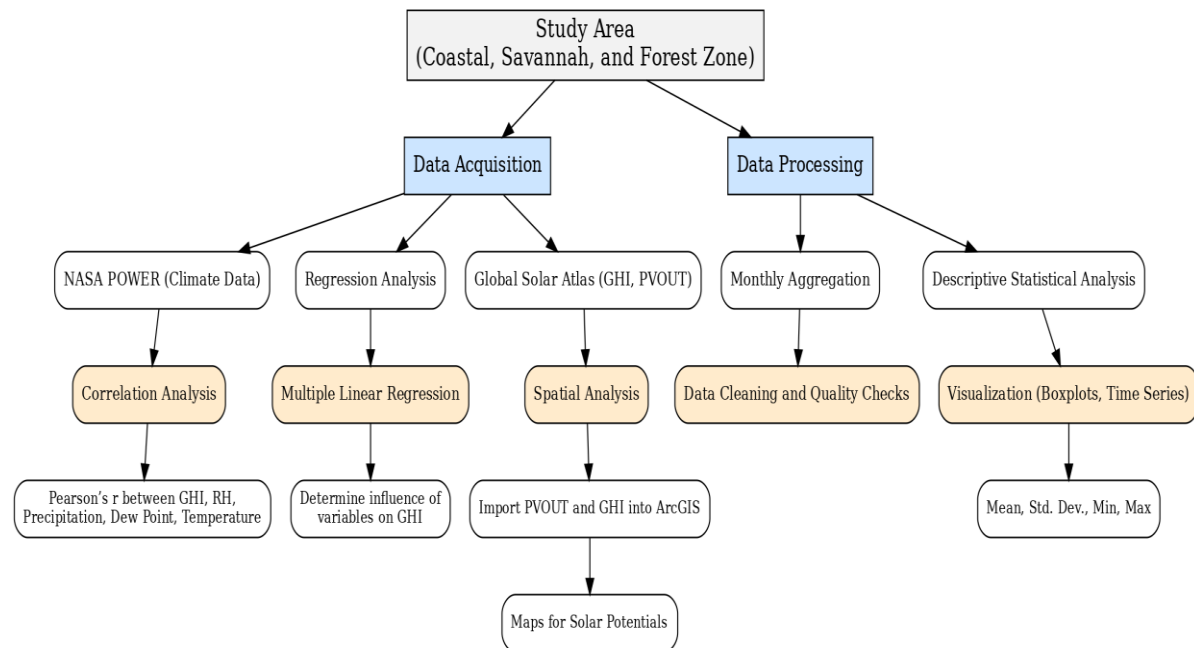 Study Area
(Coastal, Savannah, and Forest Zone)
Data Acquisition
Data Processing
NASA POWER (Climate Data)
Regression Analysis
Global Solar Atlas (GHI, PVOUT)
Monthly Aggregation
Descriptive Statistical Analysis
Correlation Analysis
Multiple Linear Regression
Spatial Analysis
Data Cleaning and Quality Checks
Visualization (Boxplots, Time Series)
Pearson's r between GHI, RH,
Precipitation, Dew Point, Temperature
Determine influence of
variables on GHI
Import PVOUT and GHI into ArcGIS
Mean, Std. Dev., Min, Max
Maps for Solar Potentials